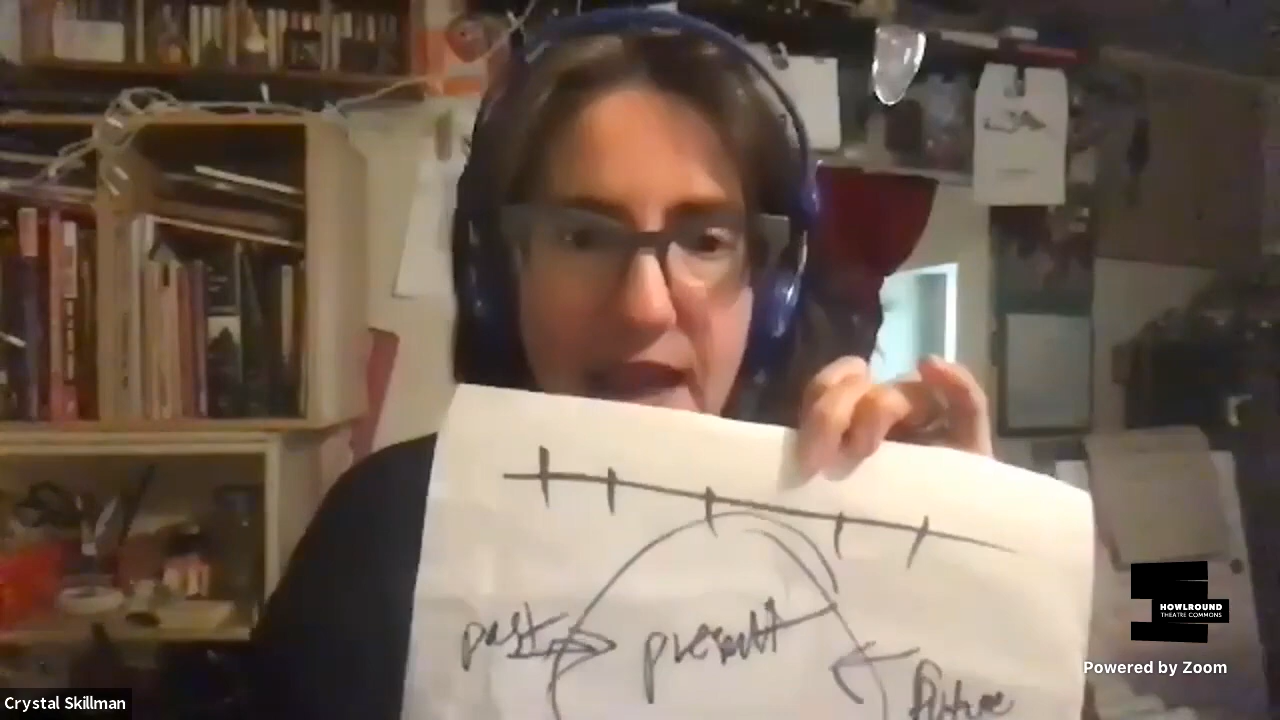 past present
future
HOWLROUND
THEATRE COMMONS
Powered by Zoom
Crystal Skillman